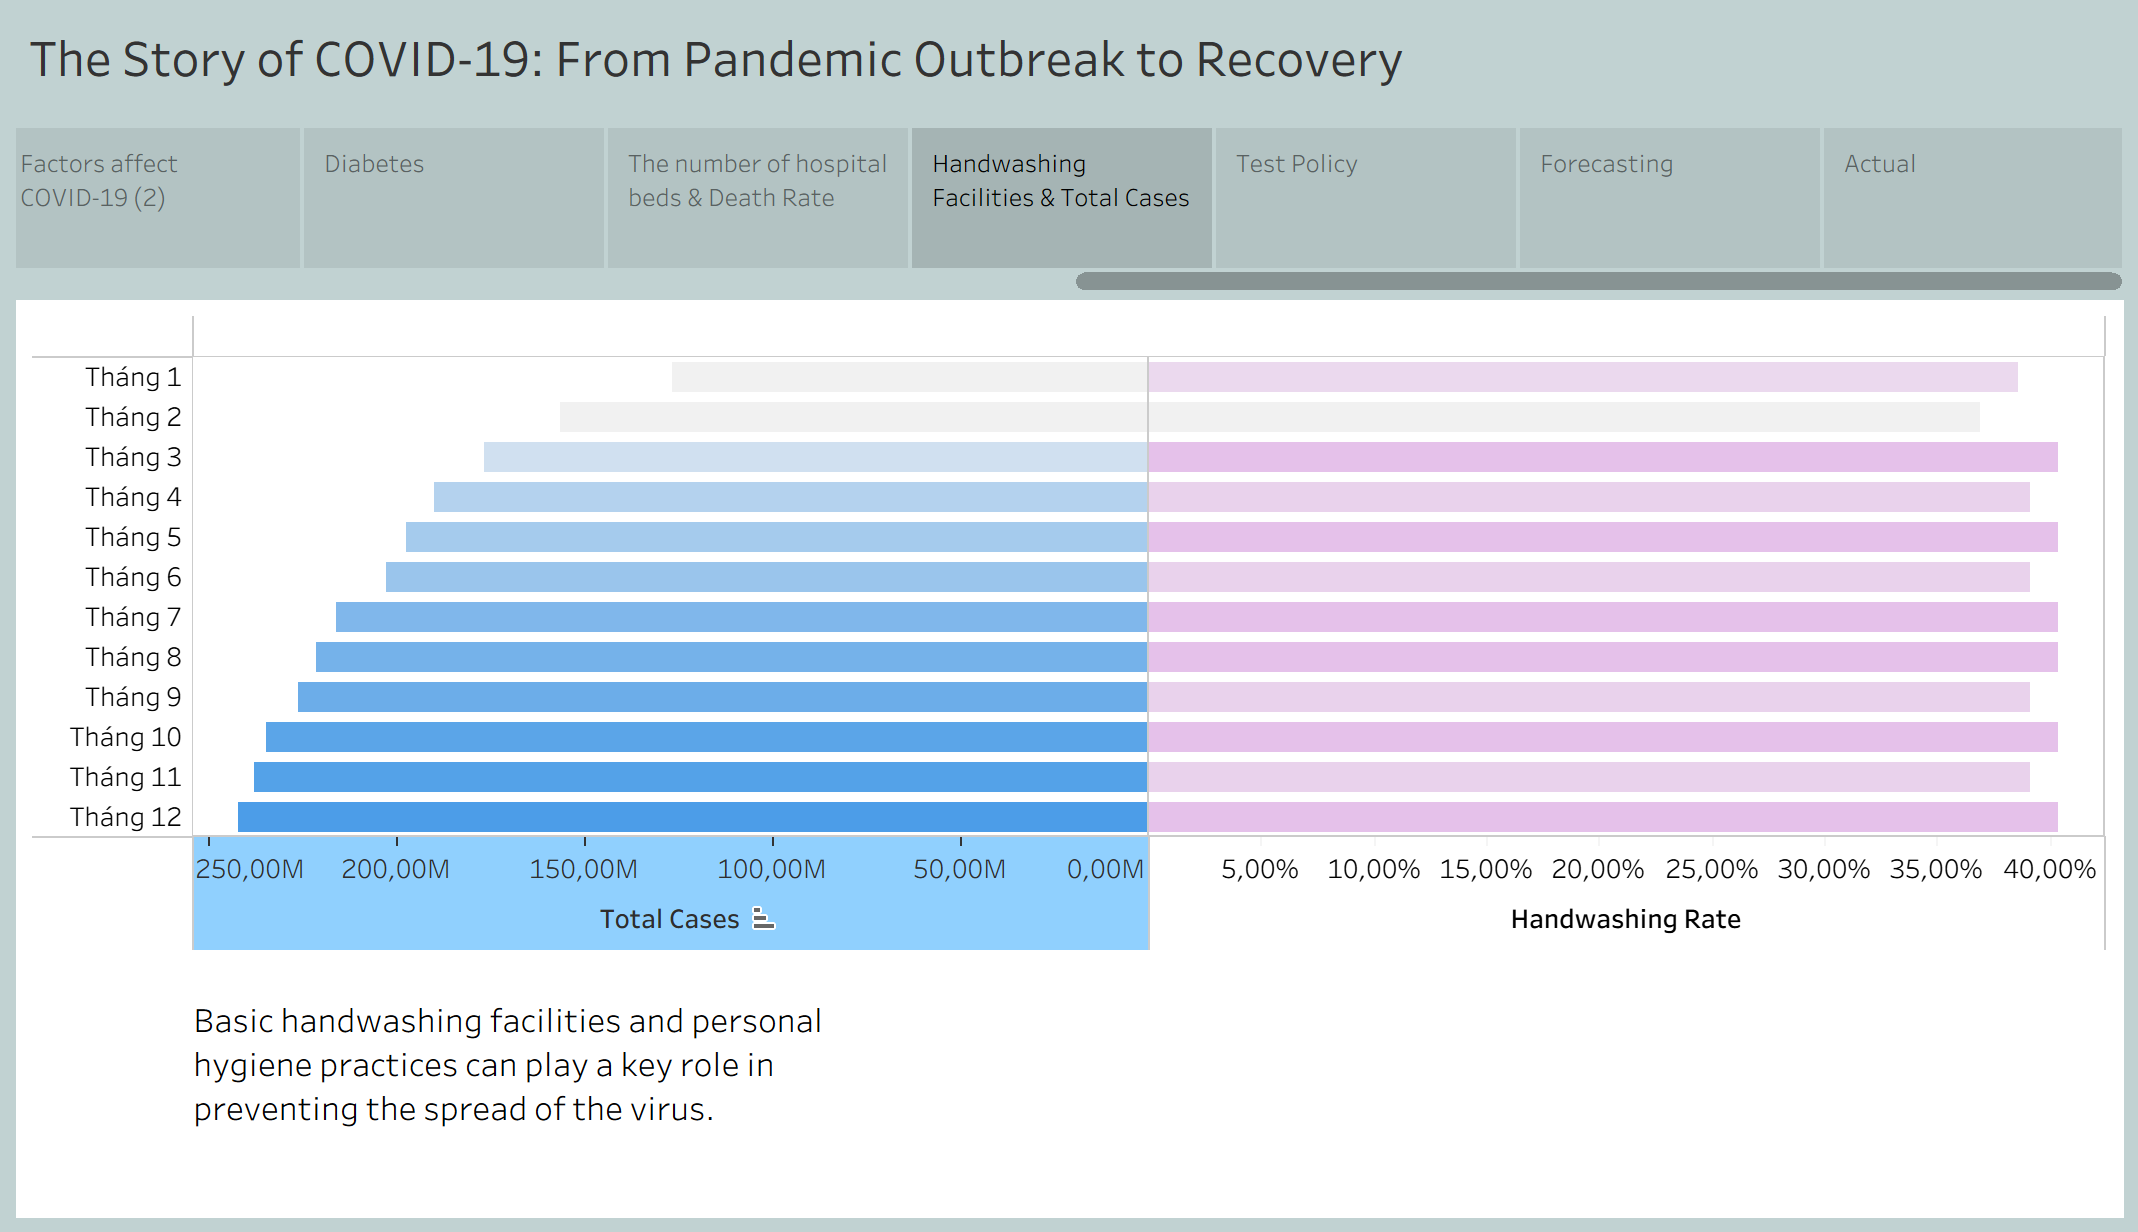 The Story of COVID-19: From Pandemic Outbreak to Recovery
Factors affect
COVID-19 (2)
Diabetes
The number of hospital
beds & Death Rate
Handwashing
Facilities & Total Cases
Test Policy
Forecasting
Actual
Tháng 1
Tháng 2
Tháng 3
Tháng 4
Tháng 5
Tháng 6
Tháng 7
Tháng 8
Tháng 9
Tháng 10
Tháng 11
Tháng 12
250,00M 200,00M 150,00M 100,00M 50,00M 0,00M 5,00% 10,00% 15,00% 20,00% 25,00% 30,00% 35,00% 40,00%
Total Cases
Handwashing Rate
Basic handwashing facilities and personal
hygiene practices can play a key role in
preventing the spread of the virus.